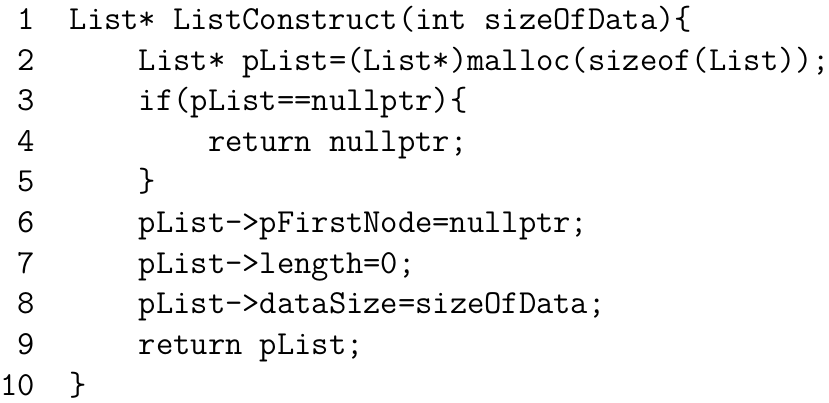 1 List* ListConstruct(int sizeOfData){
2     List* pList=(List*)malloc(sizeof(List));
3     if(pList==nullptr){
4         return nullptr;
5     }
6     pList->pFirstNode=nullptr;
7     pList->length=0;
8     pList->dataSize=sizeOfData;
9     return pList;
10 }